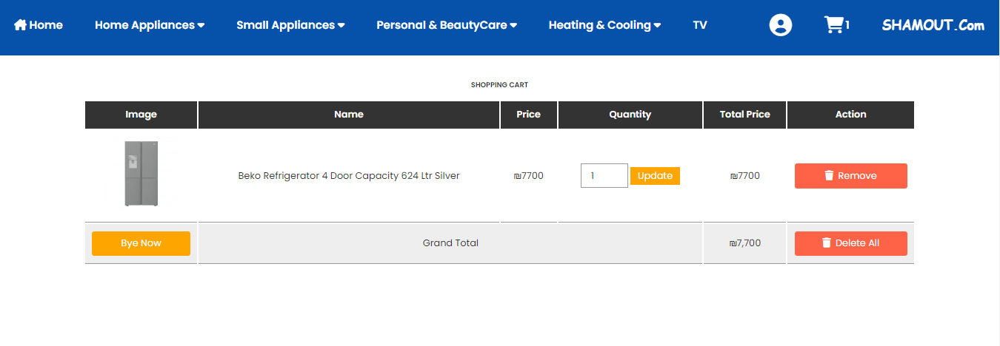 Home Home Appliances Small Appliances Personal & BeautyCare Heating & Cooling TV 1 SHAMOUT.Com
SHOPPING CART
Image Name Price Quantity Total Price Action
Beko Refrigerator 4 Door Capacity 624 Ltr Silver ₪7700 1 Update ₪7700 Remove
Bye Now Grand Total ₪7,700 Delete All